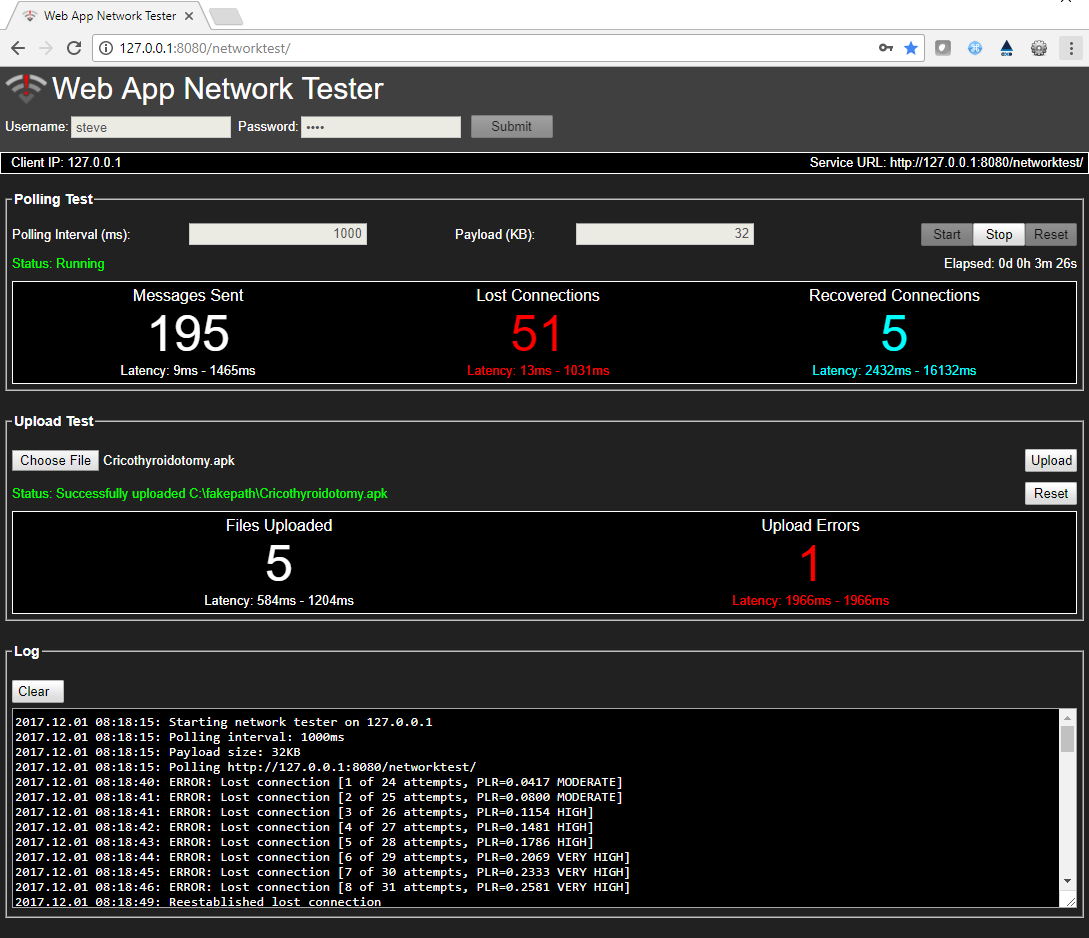 Web App Network Tester
127.0.0.1:8080/networktest/
Web App Network Tester
Username: steve Password: •••• Submit
Client IP: 127.0.0.1 Service URL: http://127.0.0.1:8080/networktest/
Polling Test
Polling Interval (ms): 1000 Payload (KB): 32 Start Stop Reset
Status: Running Elapsed: 0d 0h 3m 26s
Messages Sent Lost Connections Recovered Connections
195 51 5
Latency: 9ms - 1465ms Latency: 13ms - 1031ms Latency: 2432ms - 16132ms
Upload Test
Choose File Cricothyroidotomy.apk Upload
Status: Successfully uploaded C:\fakepath\Cricothyroidotomy.apk Reset
Files Uploaded Upload Errors
5 1
Latency: 584ms - 1204ms Latency: 1966ms - 1966ms
Log
Clear
2017.12.01 08:18:15: Starting network tester on 127.0.0.1
2017.12.01 08:18:15: Polling interval: 1000ms
2017.12.01 08:18:15: Payload size: 32KB
2017.12.01 08:18:15: Polling http://127.0.0.1:8080/networktest/
2017.12.01 08:18:40: ERROR: Lost connection [1 of 24 attempts, PLR=0.0417 MODERATE]
2017.12.01 08:18:41: ERROR: Lost connection [2 of 25 attempts, PLR=0.0800 MODERATE]
2017.12.01 08:18:41: ERROR: Lost connection [3 of 26 attempts, PLR=0.1154 HIGH]
2017.12.01 08:18:42: ERROR: Lost connection [4 of 27 attempts, PLR=0.1481 HIGH]
2017.12.01 08:18:43: ERROR: Lost connection [5 of 28 attempts, PLR=0.1786 HIGH]
2017.12.01 08:18:44: ERROR: Lost connection [6 of 29 attempts, PLR=0.2069 VERY HIGH]
2017.12.01 08:18:45: ERROR: Lost connection [7 of 30 attempts, PLR=0.2333 VERY HIGH]
2017.12.01 08:18:46: ERROR: Lost connection [8 of 31 attempts, PLR=0.2581 VERY HIGH]
2017.12.01 08:18:49: Reestablished lost connection